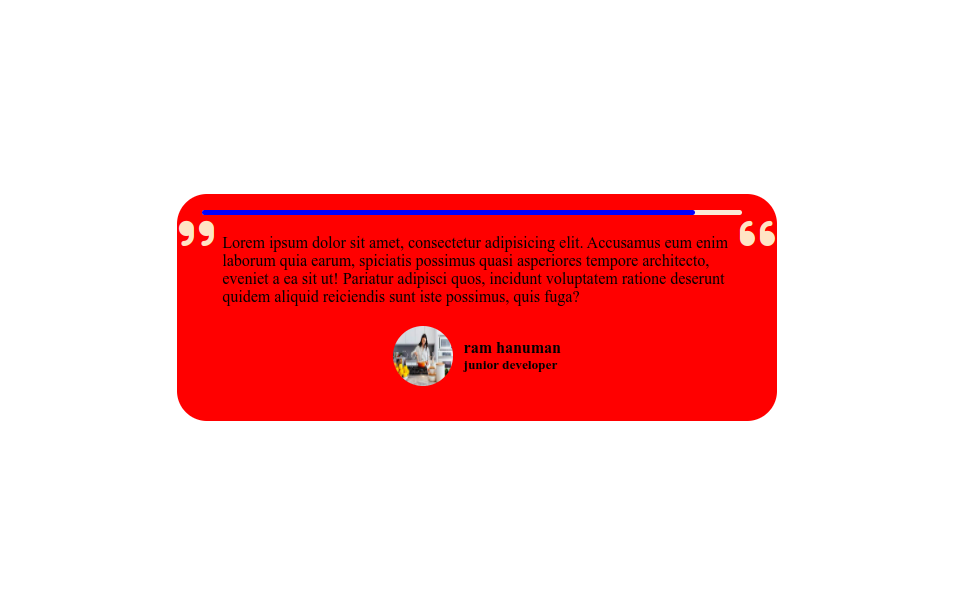 ” Lorem ipsum dolor sit amet, consectetur adipisicing elit. Accusamus eum enim “
laborum quia earum, spiciatis possimus quasi asperiores tempore architecto,
eveniet a ea sit ut! Pariatur adipisci quos, incidunt voluptatem ratione deserunt
quidem aliquid reiciendis sunt iste possimus, quis fuga?
ram hanuman
junior developer